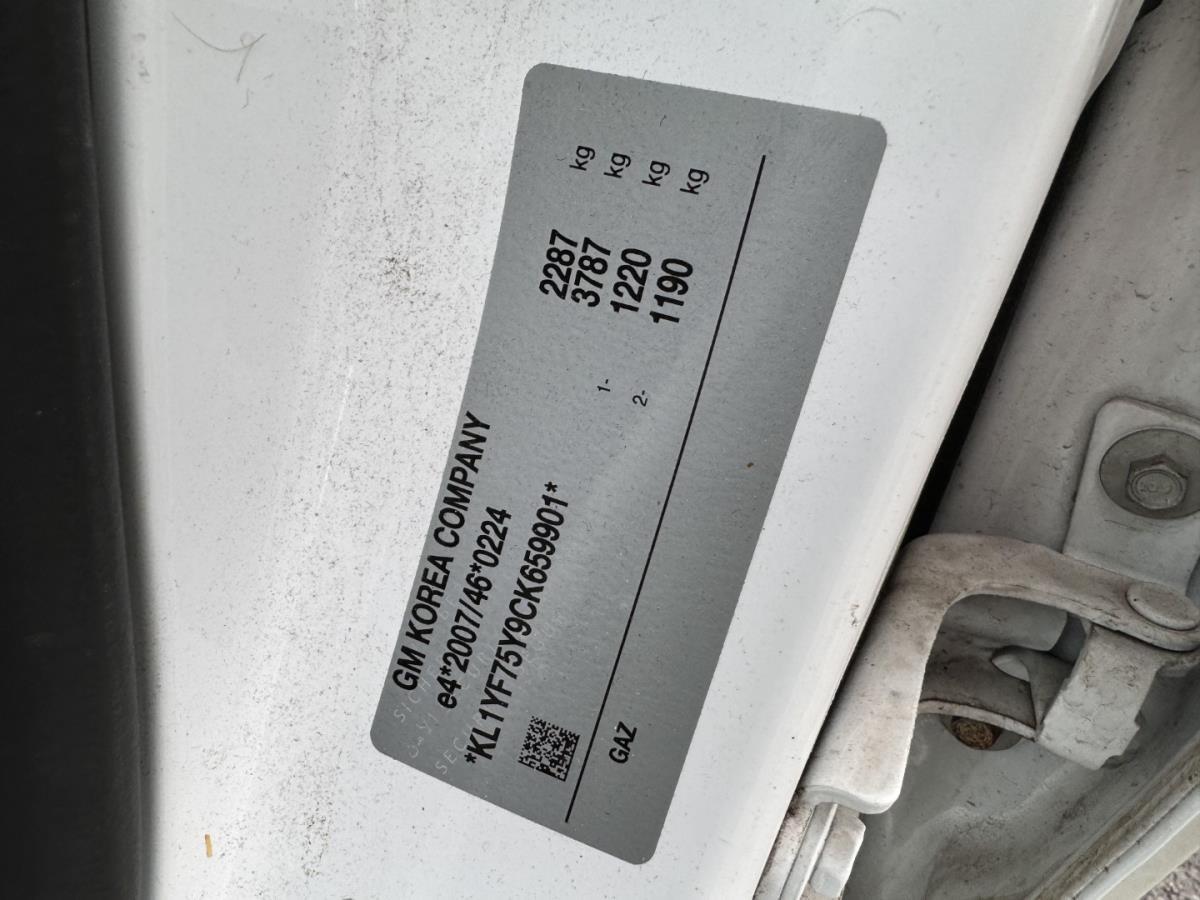 GM KOREA COMPANY
e4*2007/46*0224
*KL1YF75Y9CK659901*
2287 kg
3787 kg
1- 1220 kg
2- 1190 kg
GAZ